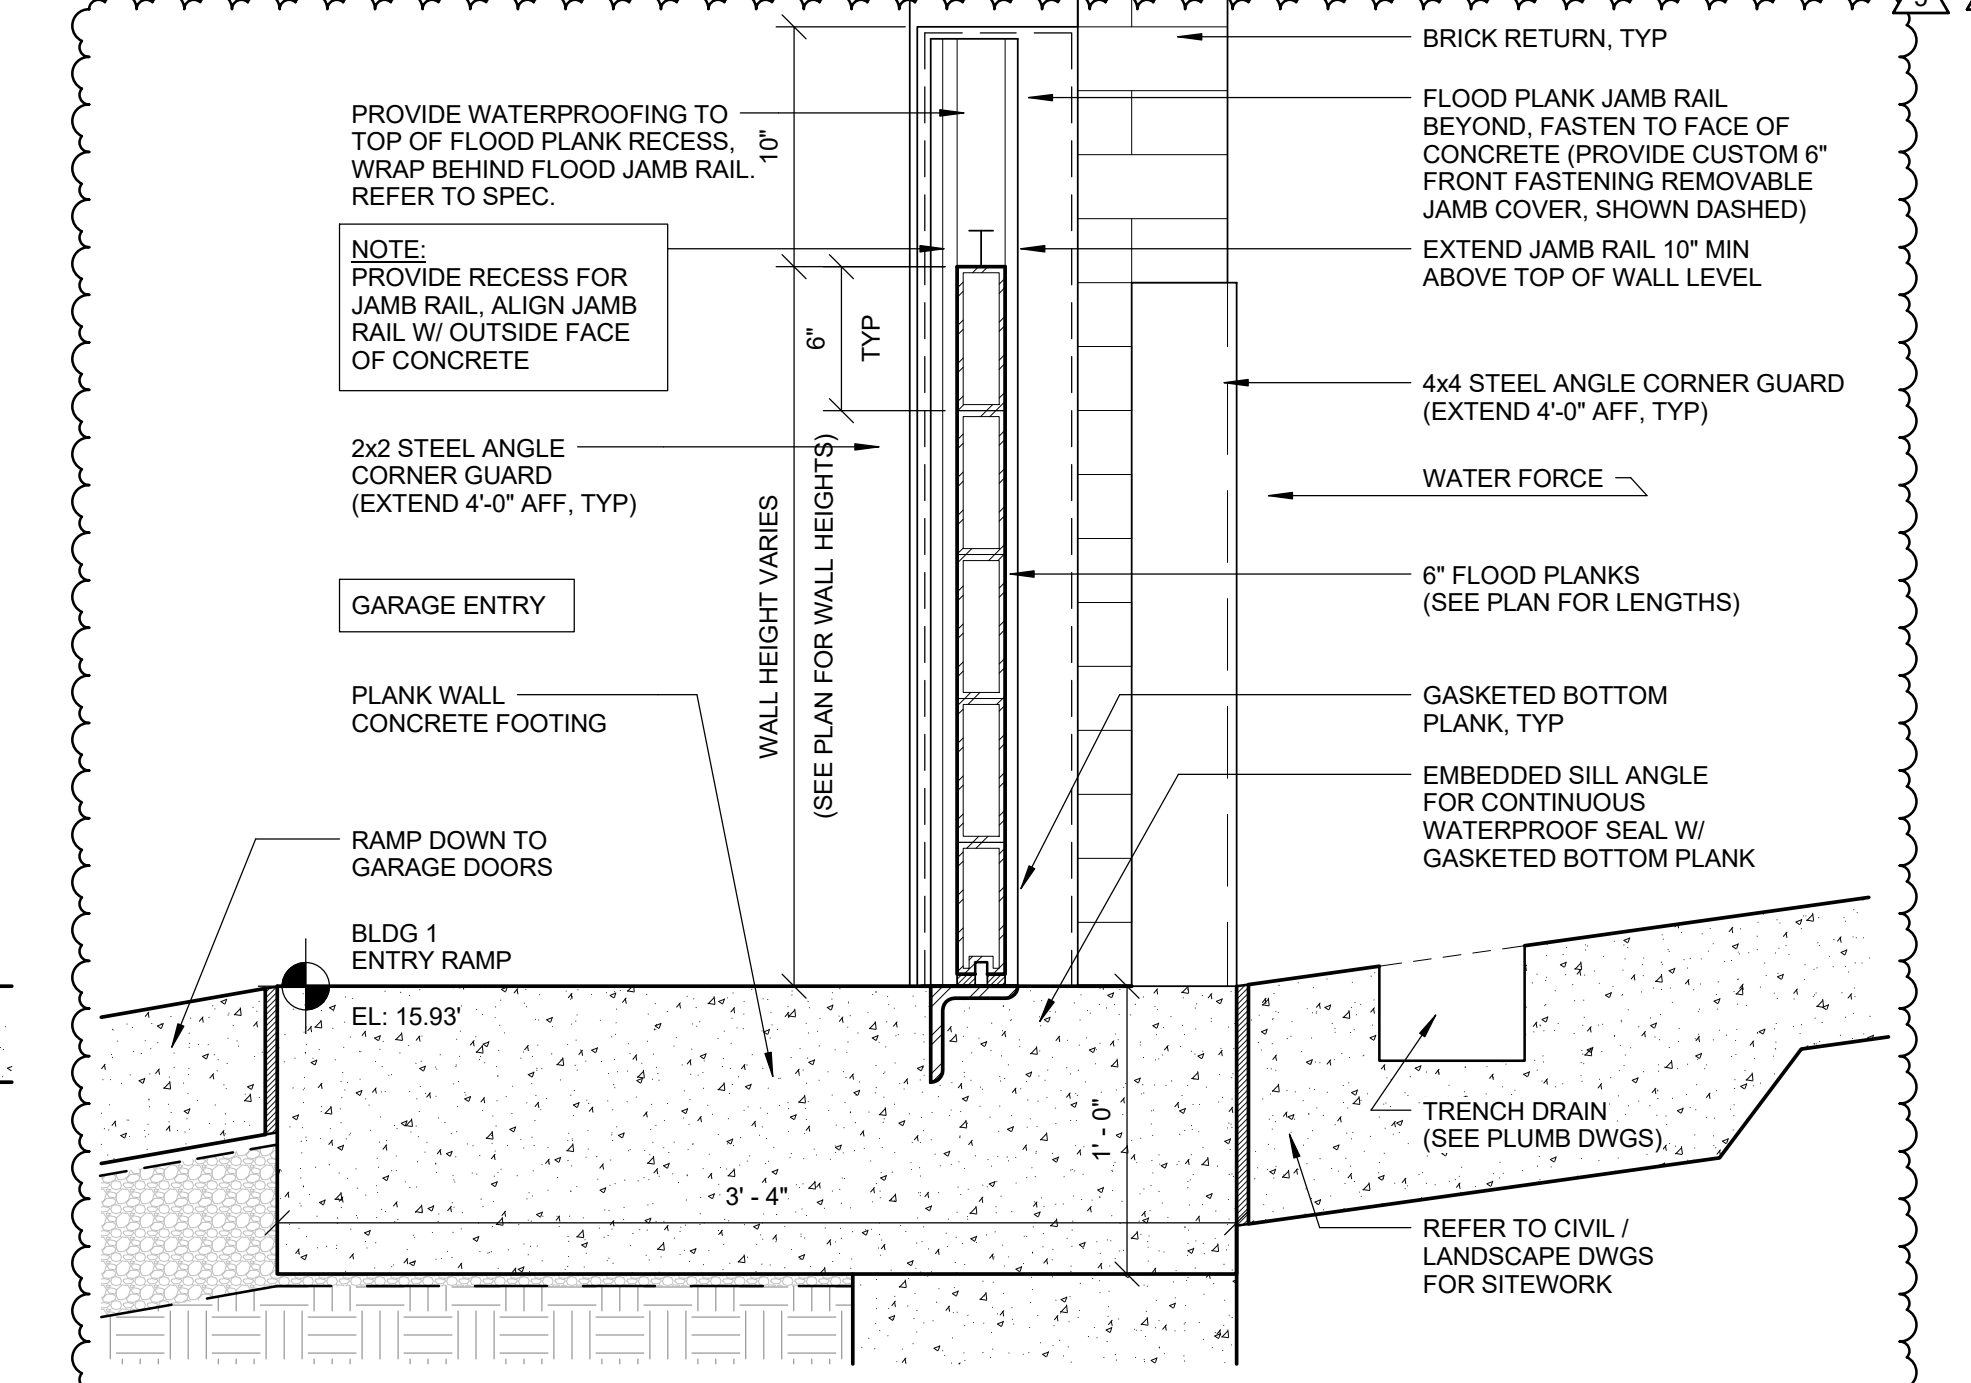 PROVIDE WATERPROOFING TO
TOP OF FLOOD PLANK RECESS,
WRAP BEHIND FLOOD JAMB RAIL.
REFER TO SPEC.
NOTE:
PROVIDE RECESS FOR
JAMB RAIL, ALIGN JAMB
RAIL W/ OUTSIDE FACE
OF CONCRETE
2x2 STEEL ANGLE
CORNER GUARD
(EXTEND 4'-0" AFF, TYP)
GARAGE ENTRY
PLANK WALL
CONCRETE FOOTING
RAMP DOWN TO
GARAGE DOORS
BLDG 1
ENTRY RAMP
EL: 15.93'
10"
6"
TYP
WALL HEIGHT VARIES
(SEE PLAN FOR WALL HEIGHTS)
3' - 4"
1' - 0"
BRICK RETURN, TYP
FLOOD PLANK JAMB RAIL
BEYOND, FASTEN TO FACE OF
CONCRETE (PROVIDE CUSTOM 6"
FRONT FASTENING REMOVABLE
JAMB COVER, SHOWN DASHED)
EXTEND JAMB RAIL 10" MIN
ABOVE TOP OF WALL LEVEL
4x4 STEEL ANGLE CORNER GUARD
(EXTEND 4'-0" AFF, TYP)
WATER FORCE
6" FLOOD PLANKS
(SEE PLAN FOR LENGTHS)
GASKETED BOTTOM
PLANK, TYP
EMBEDDED SILL ANGLE
FOR CONTINUOUS
WATERPROOF SEAL W/
GASKETED BOTTOM PLANK
TRENCH DRAIN
(SEE PLUMB DWGS)
REFER TO CIVIL /
LANDSCAPE DWGS
FOR SITEWORK